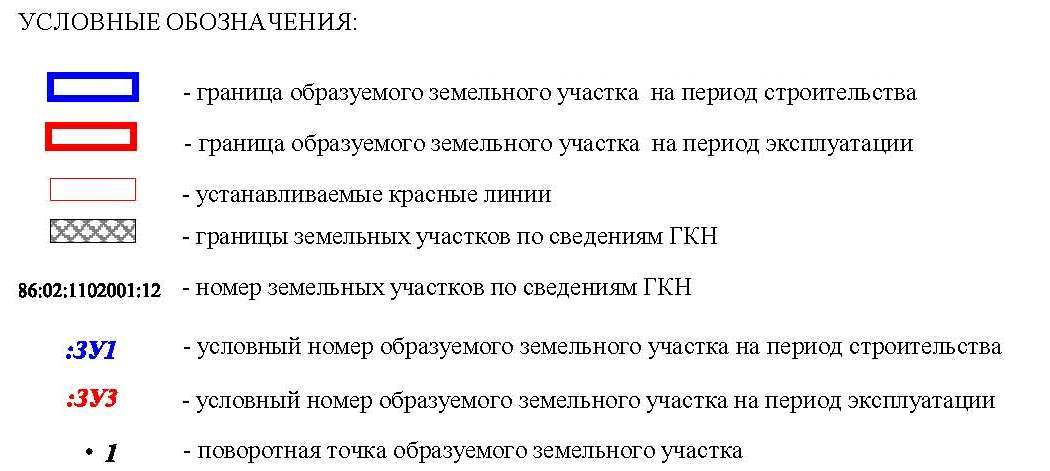 УСЛОВНЫЕ ОБОЗНАЧЕНИЯ:
- граница образуемого земельного участка на период строительства
- граница образуемого земельного участка на период эксплуатации
- устанавливаемые красные линии
- границы земельных участков по сведениям ГКН
86:02:1102001:12 - номер земельных участков по сведениям ГКН
:ЗУ1 - условный номер образуемого земельного участка на период строительства
:ЗУ3 - условный номер образуемого земельного участка на период эксплуатации
• 1 - поворотная точка образуемого земельного участка